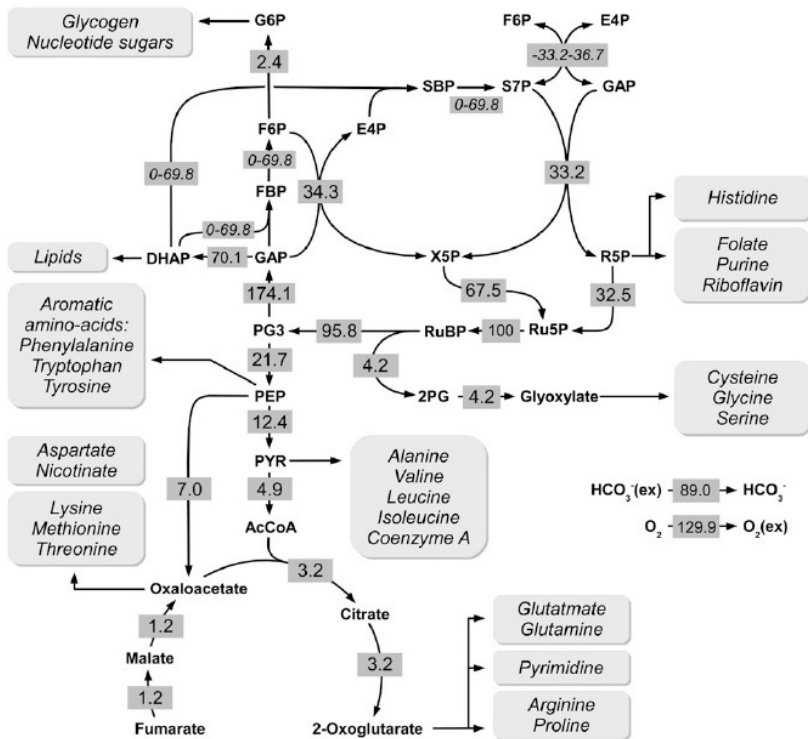 Glycogen
Nucleotide sugars
G6P
F6P
E4P
2.4
-33.2-36.7
SBP
S7P
GAP
0-69.8
F6P
E4P
0-69.8
0-69.8
34.3
33.2
FBP
Histidine
0-69.8
Lipids
DHAP
70.1
GAP
X5P
R5P
Folate
Purine
Riboflavin
174.1
67.5
32.5
Aromatic
amino-acids:
Phenylalanine
Tryptophan
Tyrosine
PG3
95.8
RuBP
100
Ru5P
21.7
4.2
PEP
2PG
4.2
Glyoxylate
Cysteine
Glycine
Serine
12.4
Aspartate
Nicotinate
PYR
Alanine
Valine
Leucine
Isoleucine
Coenzyme A
7.0
4.9
HCO₃⁻(ex)
89.0
HCO₃⁻
Lysine
Methionine
Threonine
AcCoA
O₂
129.9
O₂(ex)
3.2
Oxaloacetate
Citrate
Glutatmate
Glutamine
1.2
Malate
3.2
Pyrimidine
1.2
Arginine
Proline
Fumarate
2-Oxoglutarate